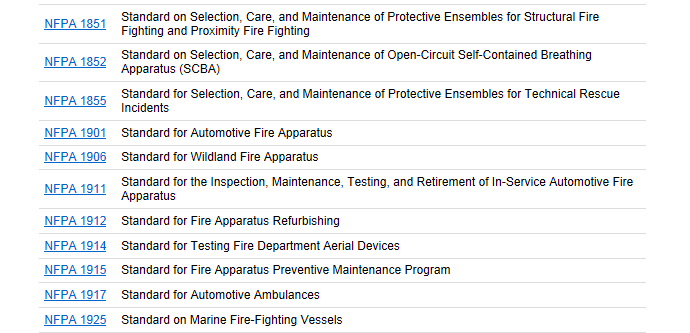 NFPA 1851 Standard on Selection, Care, and Maintenance of Protective Ensembles for Structural Fire
Fighting and Proximity Fire Fighting
NFPA 1852 Standard on Selection, Care, and Maintenance of Open-Circuit Self-Contained Breathing
Apparatus (SCBA)
NFPA 1855 Standard for Selection, Care, and Maintenance of Protective Ensembles for Technical Rescue
Incidents
NFPA 1901 Standard for Automotive Fire Apparatus
NFPA 1906 Standard for Wildland Fire Apparatus
NFPA 1911 Standard for the Inspection, Maintenance, Testing, and Retirement of In-Service Automotive Fire
Apparatus
NFPA 1912 Standard for Fire Apparatus Refurbishing
NFPA 1914 Standard for Testing Fire Department Aerial Devices
NFPA 1915 Standard for Fire Apparatus Preventive Maintenance Program
NFPA 1917 Standard for Automotive Ambulances
NFPA 1925 Standard on Marine Fire-Fighting Vessels